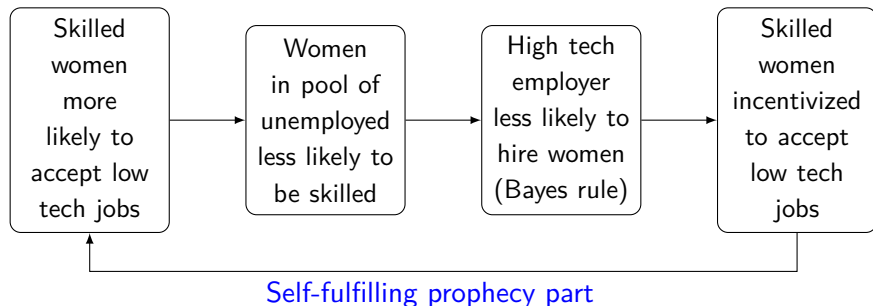 Skilled
women
more
likely to
accept low
tech jobs
Women
in pool of
unemployed
less likely to
be skilled
High tech
employer
less likely to
hire women
(Bayes rule)
Skilled
women
incentivized
to accept
low tech
jobs
Self-fulfilling prophecy part